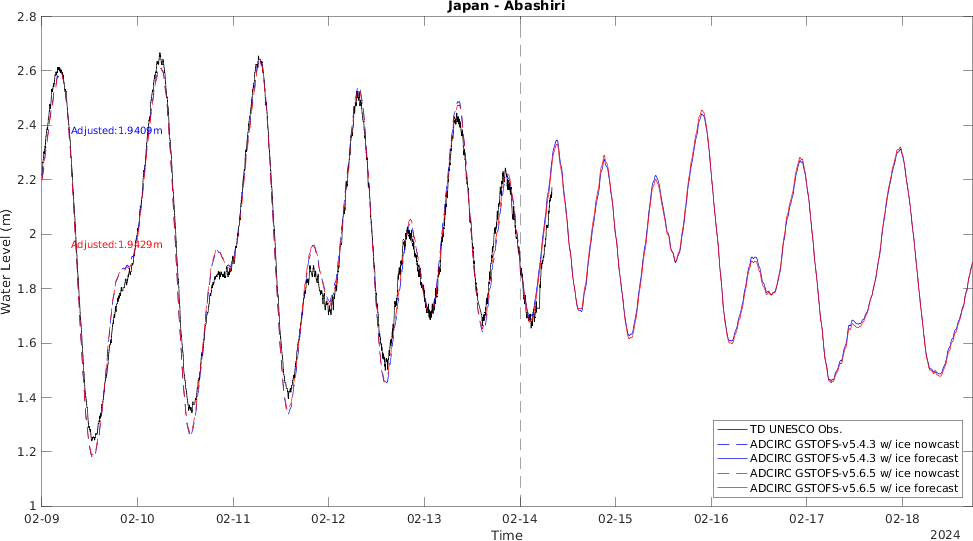 Japan - Abashiri
2.8
2.6
2.4
2.2
2
1.8
1.6
1.4
1.2
1
Water Level (m)
Adjusted:1.9409m
Adjusted:1.9429m
TD UNESCO Obs.
ADCIRC GSTOFS-v5.4.3 w/ ice nowcast
ADCIRC GSTOFS-v5.4.3 w/ ice forecast
ADCIRC GSTOFS-v5.6.5 w/ ice nowcast
ADCIRC GSTOFS-v5.6.5 w/ ice forecast
02-09 02-10 02-11 02-12 02-13 02-14 02-15 02-16 02-17 02-18
Time
2024